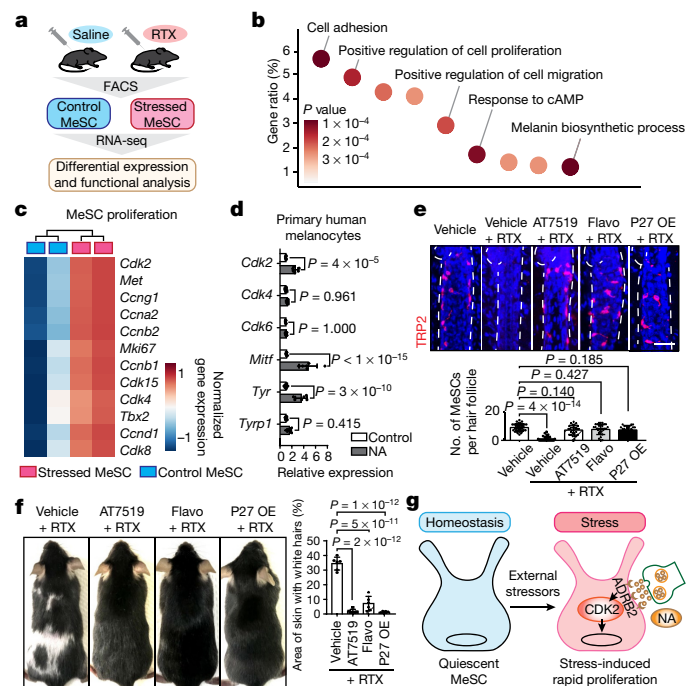 a
Saline
RTX
FACS
Control
MeSC
Stressed
MeSC
RNA-seq
Differential expression
and functional analysis
b
Cell adhesion
Positive regulation of cell proliferation
Positive regulation of cell migration
Response to cAMP
Melanin biosynthetic process
Gene ratio (%)
6
5
4
3
2
1
P value
1 × 10⁻⁴
2 × 10⁻⁴
3 × 10⁻⁴
c
MeSC proliferation
Cdk2
Met
Ccng1
Ccna2
Ccnb2
Mki67
Ccnb1
Cdk15
Cdk4
Tbx2
Ccnd1
Cdk8
1
−1
Normalized
gene expression
Stressed MeSC
Control MeSC
d
Primary human
melanocytes
Cdk2
P = 4 × 10⁻⁵
Cdk4
P = 0.961
Cdk6
P = 1.000
Mitf
P < 1 × 10⁻¹⁵
Tyr
P = 3 × 10⁻¹⁰
Tyrp1
P = 0.415
Control
NA
0 2 4 6 8
Relative expression
e
Vehicle
Vehicle
+ RTX
AT7519
+ RTX
Flavo
+ RTX
P27 OE
+ RTX
TRP2
P = 0.185
P = 0.427
P = 0.140
P = 4 × 10⁻¹⁴
No. of MeSCs
per hair follicle
20
0
Vehicle
Vehicle
AT7519
Flavo
P27 OE
+ RTX
f
Vehicle
+ RTX
AT7519
+ RTX
Flavo
+ RTX
P27 OE
+ RTX
Area of skin with white hairs (%)
P = 1 × 10⁻¹²
P = 5 × 10⁻¹¹
P = 2 × 10⁻¹²
50
40
30
20
10
0
Vehicle
AT7519
Flavo
P27 OE
+ RTX
g
Homeostasis
Stress
External
stressors
ADRB2
CDK2
NA
Quiescent
MeSC
Stress-induced
rapid proliferation